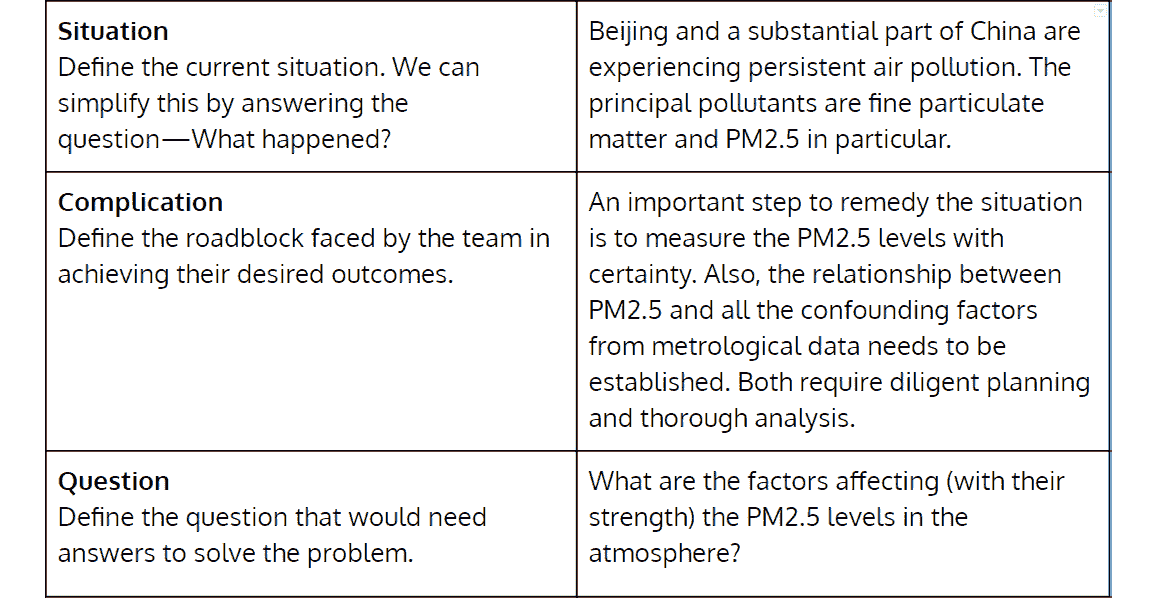 Situation
Define the current situation. We can
simplify this by answering the
question—What happened?
Beijing and a substantial part of China are
experiencing persistent air pollution. The
principal pollutants are fine particulate
matter and PM2.5 in particular.
Complication
Define the roadblock faced by the team in
achieving their desired outcomes.
An important step to remedy the situation
is to measure the PM2.5 levels with
certainty. Also, the relationship between
PM2.5 and all the confounding factors
from metrological data needs to be
established. Both require diligent planning
and thorough analysis.
Question
Define the question that would need
answers to solve the problem.
What are the factors affecting (with their
strength) the PM2.5 levels in the
atmosphere?